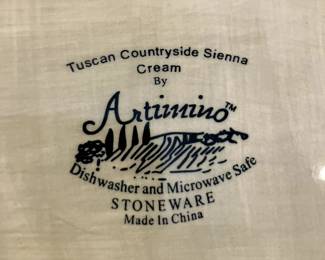 Tuscan Countryside Sienna
Cream
By
Artimino™
Dishwasher and Microwave Safe
STONEWARE
Made in China